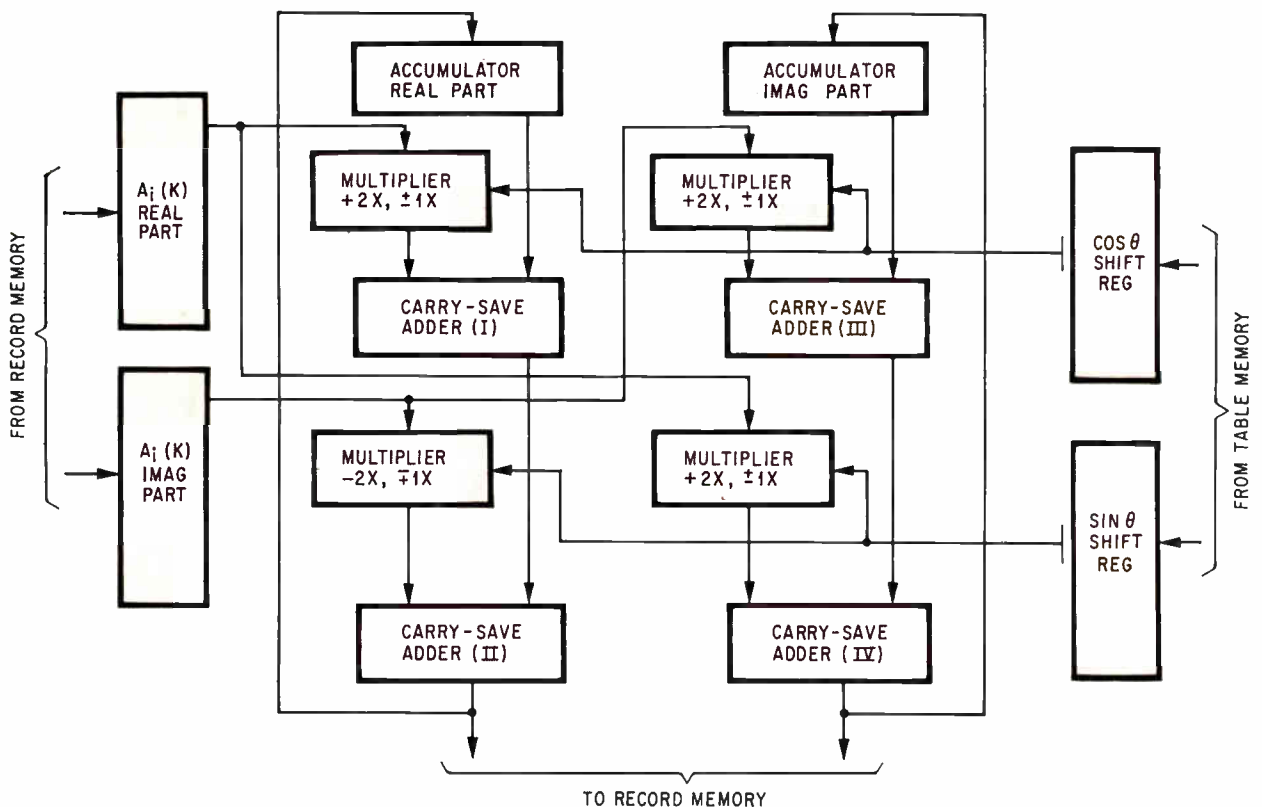 ACCUMULATOR
REAL PART
ACCUMULATOR
IMAG PART
FROM RECORD MEMORY
Ai (K)
REAL
PART
MULTIPLIER
+2X, ±1X
MULTIPLIER
+2X, ±1X
COS θ
SHIFT
REG
CARRY-SAVE
ADDER (I)
CARRY-SAVE
ADDER (III)
FROM TABLE MEMORY
Ai (K)
IMAG
PART
MULTIPLIER
-2X, ∓1X
MULTIPLIER
+2X, ±1X
SIN θ
SHIFT
REG
CARRY-SAVE
ADDER (II)
CARRY-SAVE
ADDER (IV)
TO RECORD MEMORY